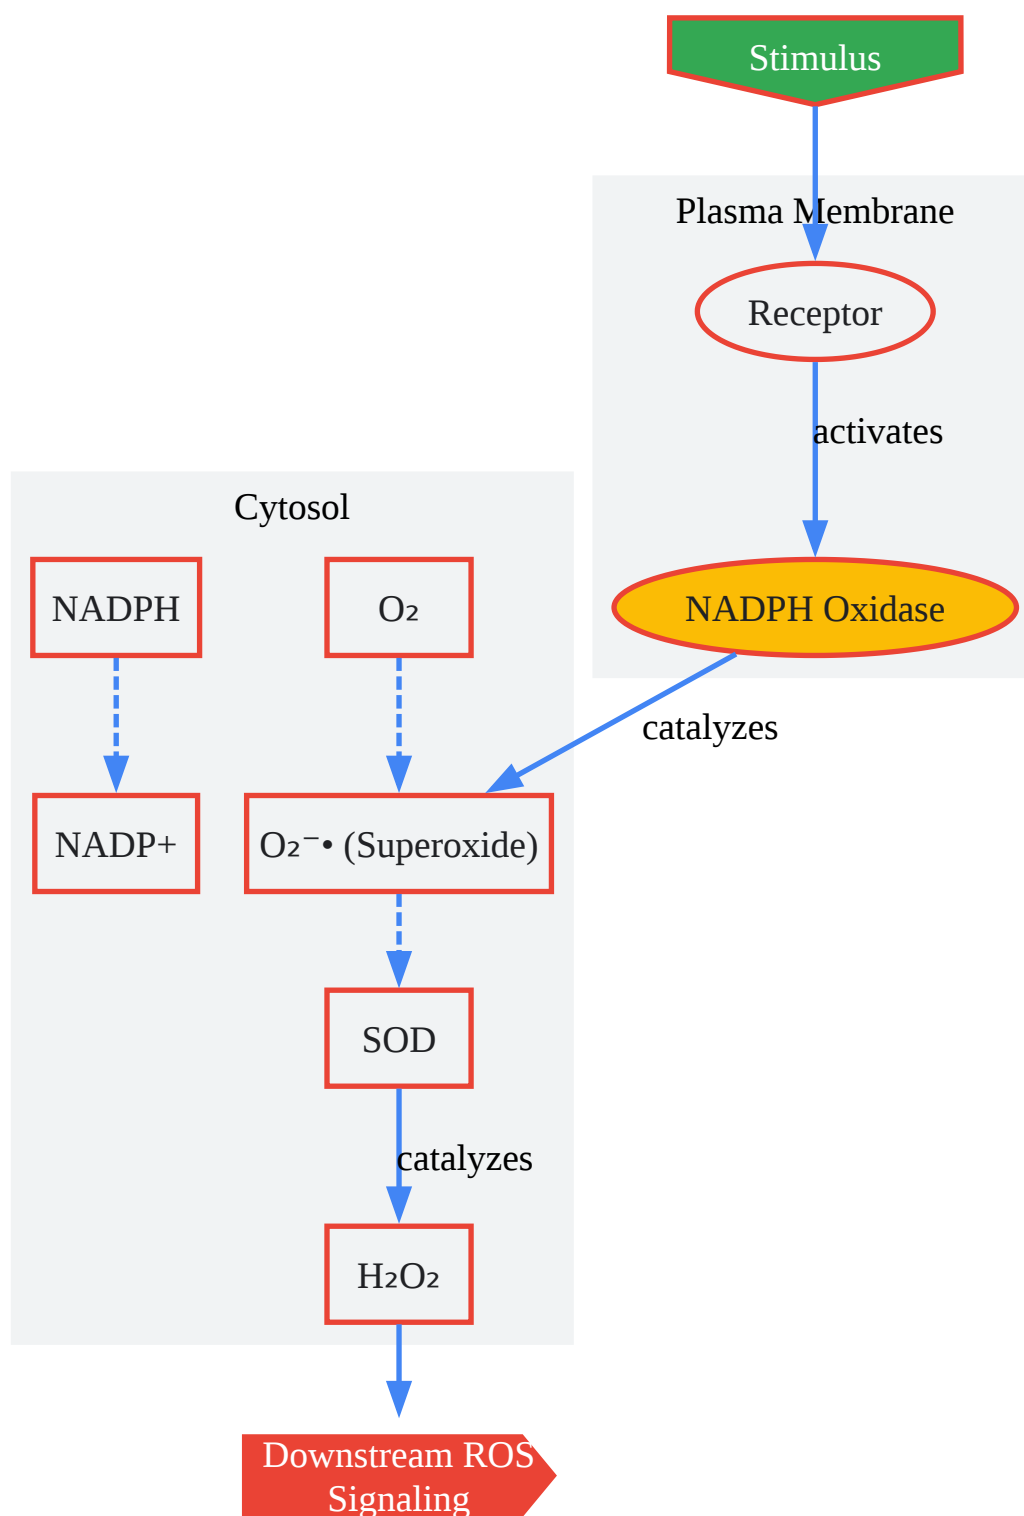 Stimulus
Plasma Membrane
Receptor
activates
Cytosol
NADPH
O₂
NADPH Oxidase
catalyzes
NADP+
O₂⁻• (Superoxide)
SOD
catalyzes
H₂O₂
Downstream ROS
Signaling